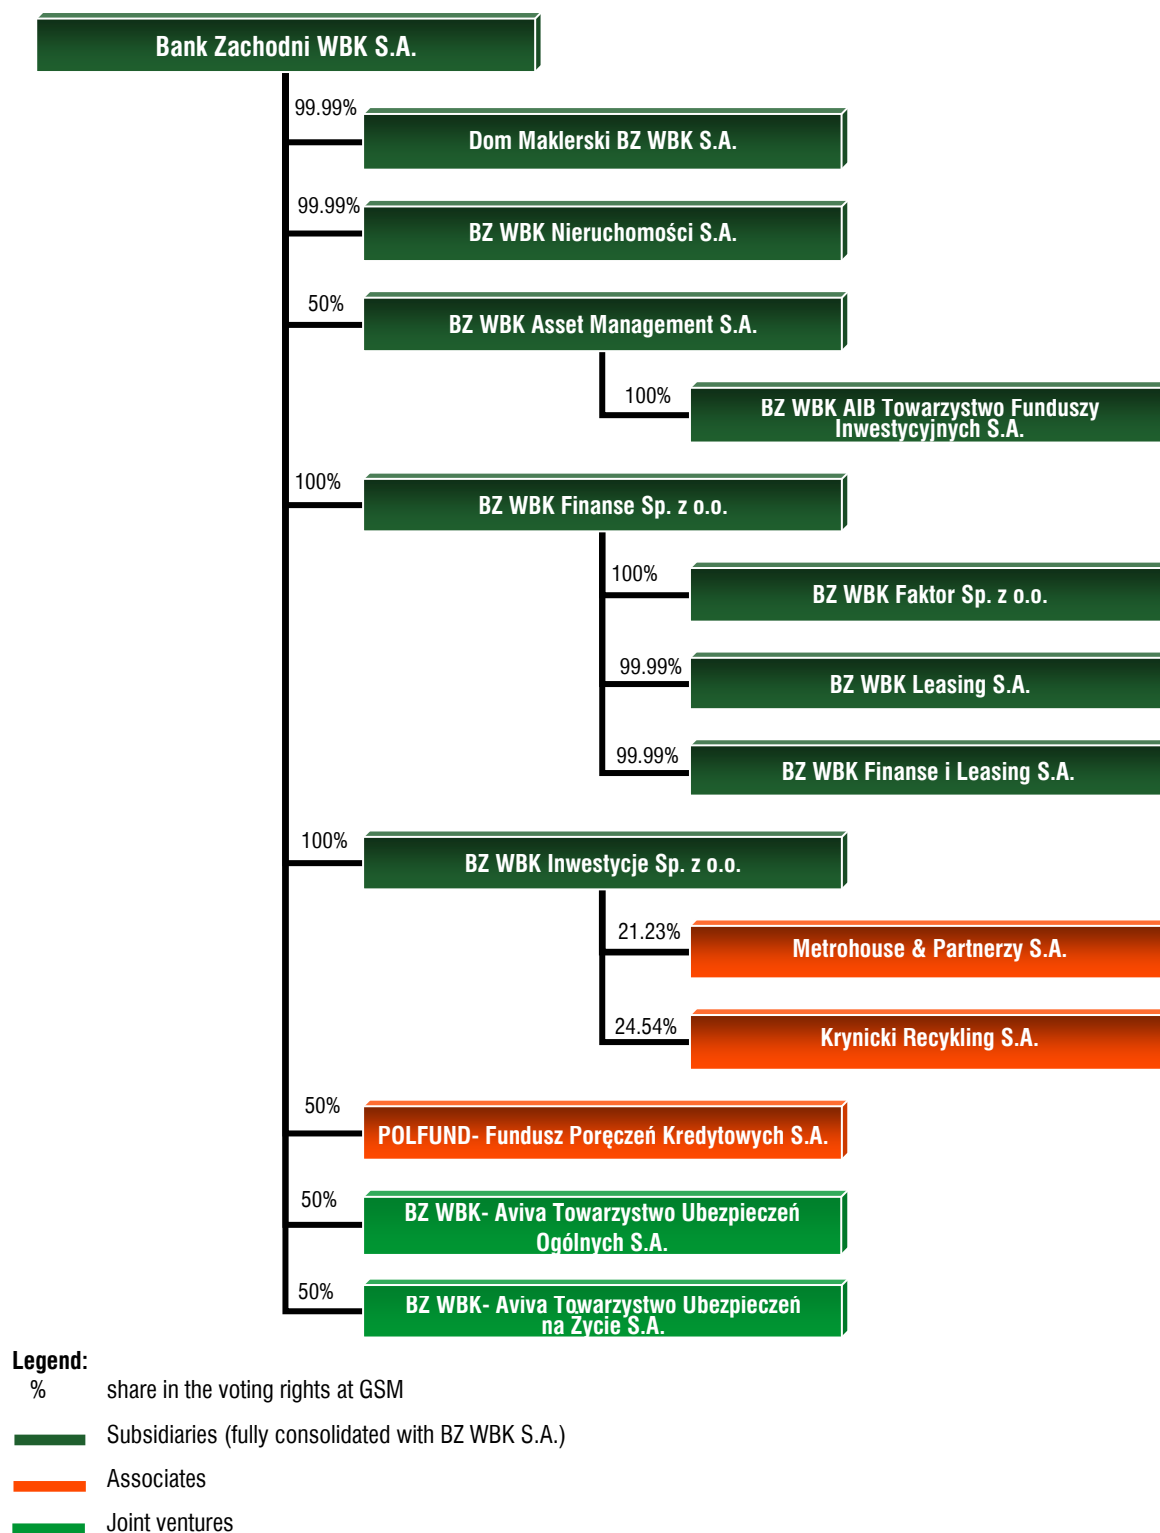 Bank Zachodni WBK S.A.
99.99%
Dom Maklerski BZ WBK S.A.
99.99%
BZ WBK Nieruchomości S.A.
50%
BZ WBK Asset Management S.A.
100%
BZ WBK AIB Towarzystwo Funduszy
Inwestycyjnych S.A.
100%
BZ WBK Finanse Sp. z o.o.
100%
BZ WBK Faktor Sp. z o.o.
99.99%
BZ WBK Leasing S.A.
99.99%
BZ WBK Finanse i Leasing S.A.
100%
BZ WBK Inwestycje Sp. z o.o.
21.23%
Metrohouse & Partnerzy S.A.
24.54%
Krynicki Recykling S.A.
50%
POLFUND- Fundusz Poręczeń Kredytowych S.A.
50%
BZ WBK- Aviva Towarzystwo Ubezpieczeń
Ogólnych S.A.
50%
BZ WBK- Aviva Towarzystwo Ubezpieczeń
na Życie S.A.
Legend:
% share in the voting rights at GSM
Subsidiaries (fully consolidated with BZ WBK S.A.)
Associates
Joint ventures